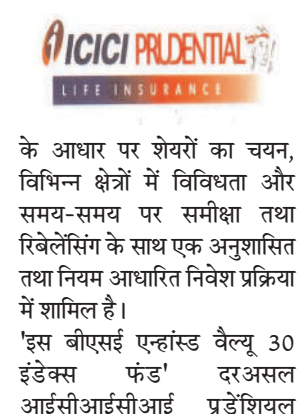 ICICI PRUDENTIAL
LIFE INSURANCE
के आधार पर शेयरों का चयन,
विभिन्न क्षेत्रों में विविधता और
समय-समय पर समीक्षा तथा
रिबेलेंसिंग के साथ एक अनुशासित
तथा नियम आधारित निवेश प्रक्रिया
में शामिल है।
'इस बीएसई एन्हांस्ड वैल्यू 30
इंडेक्स फंड' दरअसल
आईसीआईसीआई प्रूडेंशियल